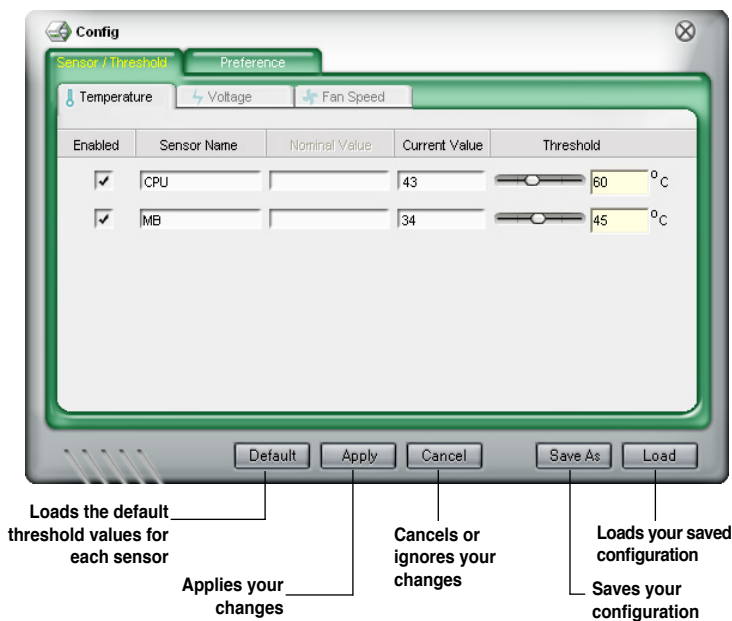 Config
Sensor / Threshold Preference
Temperature Voltage Fan Speed
Enabled Sensor Name Nominal Value Current Value Threshold
CPU 43 60 °C
MB 34 45 °C
Default Apply Cancel Save As Load
Loads the default
threshold values for
each sensor
Applies your
changes
Cancels or
ignores your
changes
Saves your
configuration
Loads your saved
configuration